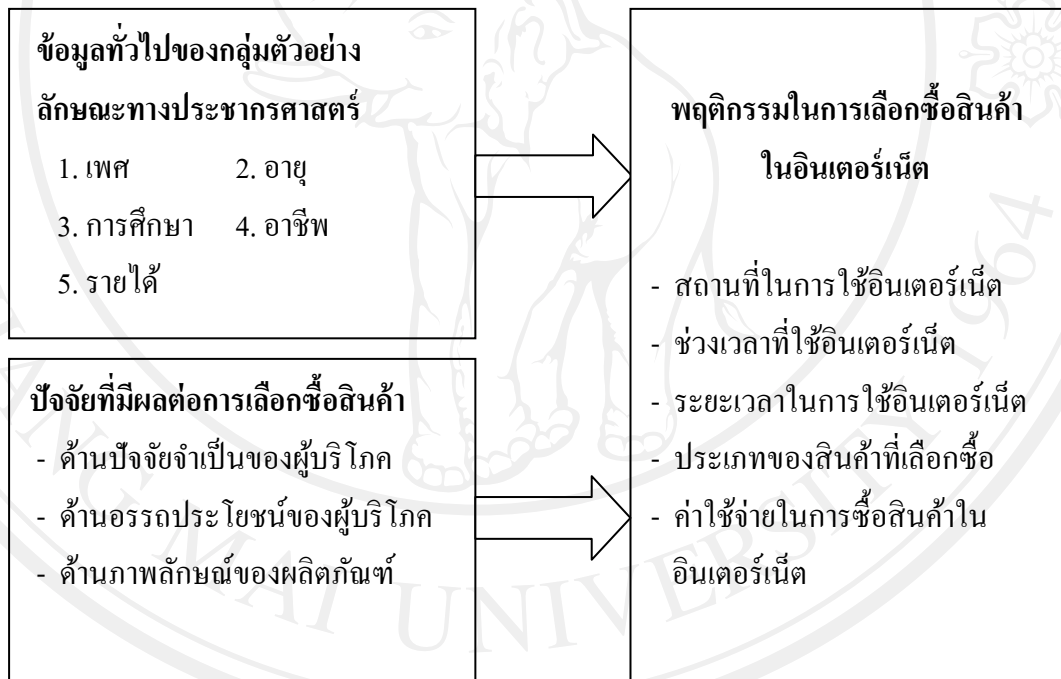 ข้อมูลทั่วไปของกลุ่มตัวอย่าง
ลักษณะทางประชากรศาสตร์
1. เพศ 2. อายุ
3. การศึกษา 4. อาชีพ
5. รายได้
ปัจจัยที่มีผลต่อการเลือกซื้อสินค้า
- ด้านปัจจัยจำเป็นของผู้บริโภค
- ด้านอรรถประโยชน์ของผู้บริโภค
- ด้านภาพลักษณ์ของผลิตภัณฑ์
พฤติกรรมในการเลือกซื้อสินค้า
ในอินเตอร์เน็ต
- สถานที่ในการใช้อินเตอร์เน็ต
- ช่วงเวลาที่ใช้อินเตอร์เน็ต
- ระยะเวลาในการใช้อินเตอร์เน็ต
- ประเภทของสินค้าที่เลือกซื้อ
- ค่าใช้จ่ายในการซื้อสินค้าใน
อินเตอร์เน็ต
ANG MAI UNIVERSITY 1964